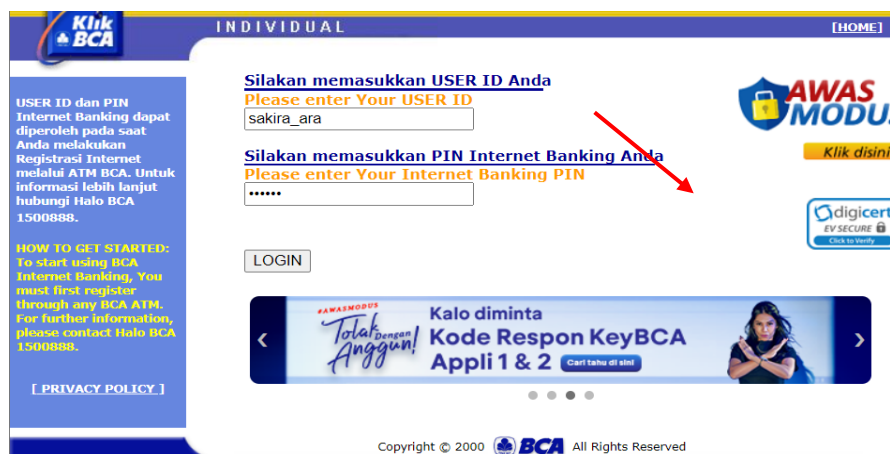 Klik
BCA
INDIVIDUAL
[HOME]
USER ID dan PIN
Internet Banking dapat
diperoleh pada saat
Anda melakukan
Registrasi Internet
melalui ATM BCA. Untuk
informasi lebih lanjut
hubungi Halo BCA
1500888.
HOW TO GET STARTED:
To start using BCA
Internet Banking, You
must first register
through any BCA ATM.
For further information,
please contact Halo BCA
1500888.
[ PRIVACY POLICY ]
Silakan memasukkan USER ID Anda
Please enter Your USER ID
sakira_ara
Silakan memasukkan PIN Internet Banking Anda
Please enter Your Internet Banking PIN
••••••
LOGIN
AWAS
MODUS
Klik disini
digicert
EV SECURE
Click to Verify
#AWASMODUS
Tolak Dengan
Anggun!
Kalo diminta
Kode Respon KeyBCA
Appli 1 & 2 Cari tahu di sini
Copyright © 2000 BCA All Rights Reserved